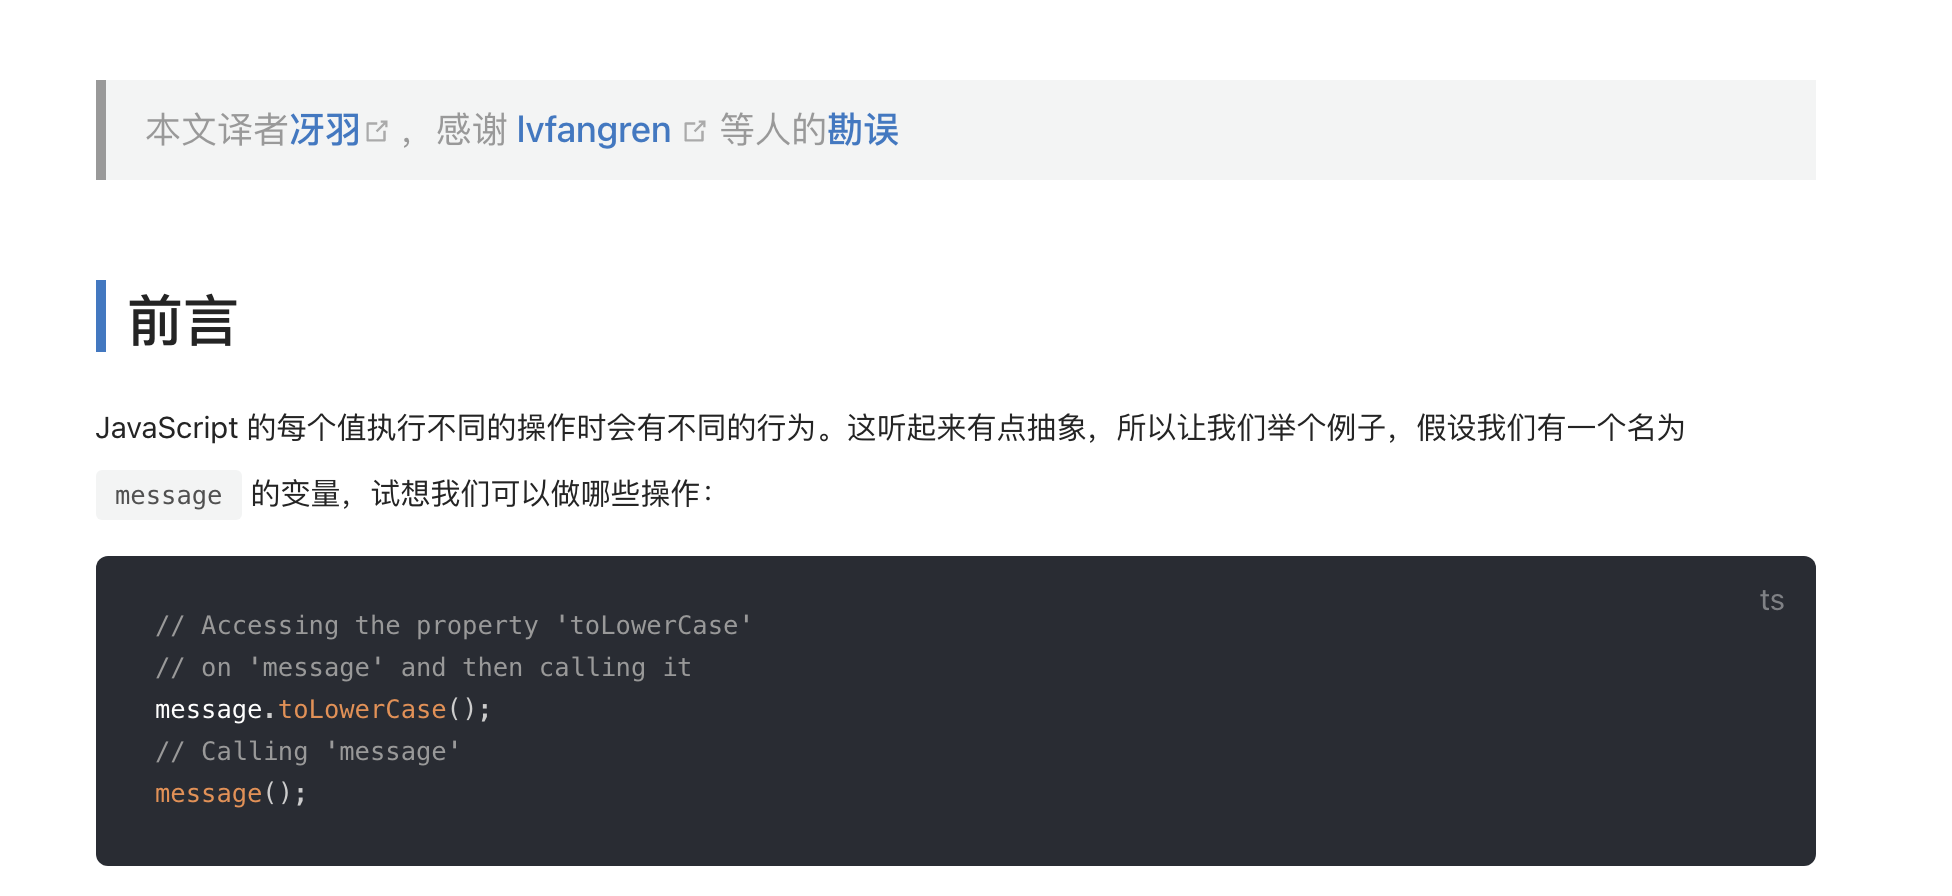 本文译者冴羽 ，感谢 lvfangren 等人的勘误
前言
JavaScript 的每个值执行不同的操作时会有不同的行为。这听起来有点抽象，所以让我们举个例子，假设我们有一个名为
message 的变量，试想我们可以做哪些操作：
ts
// Accessing the property 'toLowerCase'
// on 'message' and then calling it
message.toLowerCase();
// Calling 'message'
message();